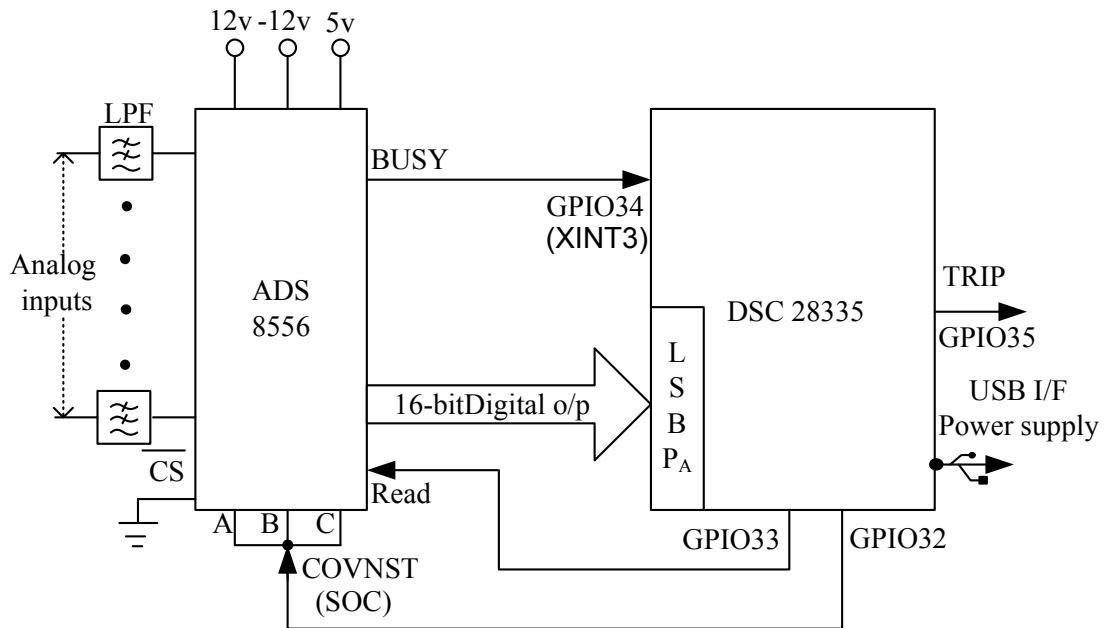 12v -12v 5v
LPF
BUSY
GPIO34
(XINT3)
Analog
inputs
ADS
8556
DSC 28335
TRIP
GPIO35
L
S
B
P_A
16-bitDigital o/p
USB I/F
Power supply
CS
Read
A B C
GPIO33
GPIO32
COVNST
(SOC)